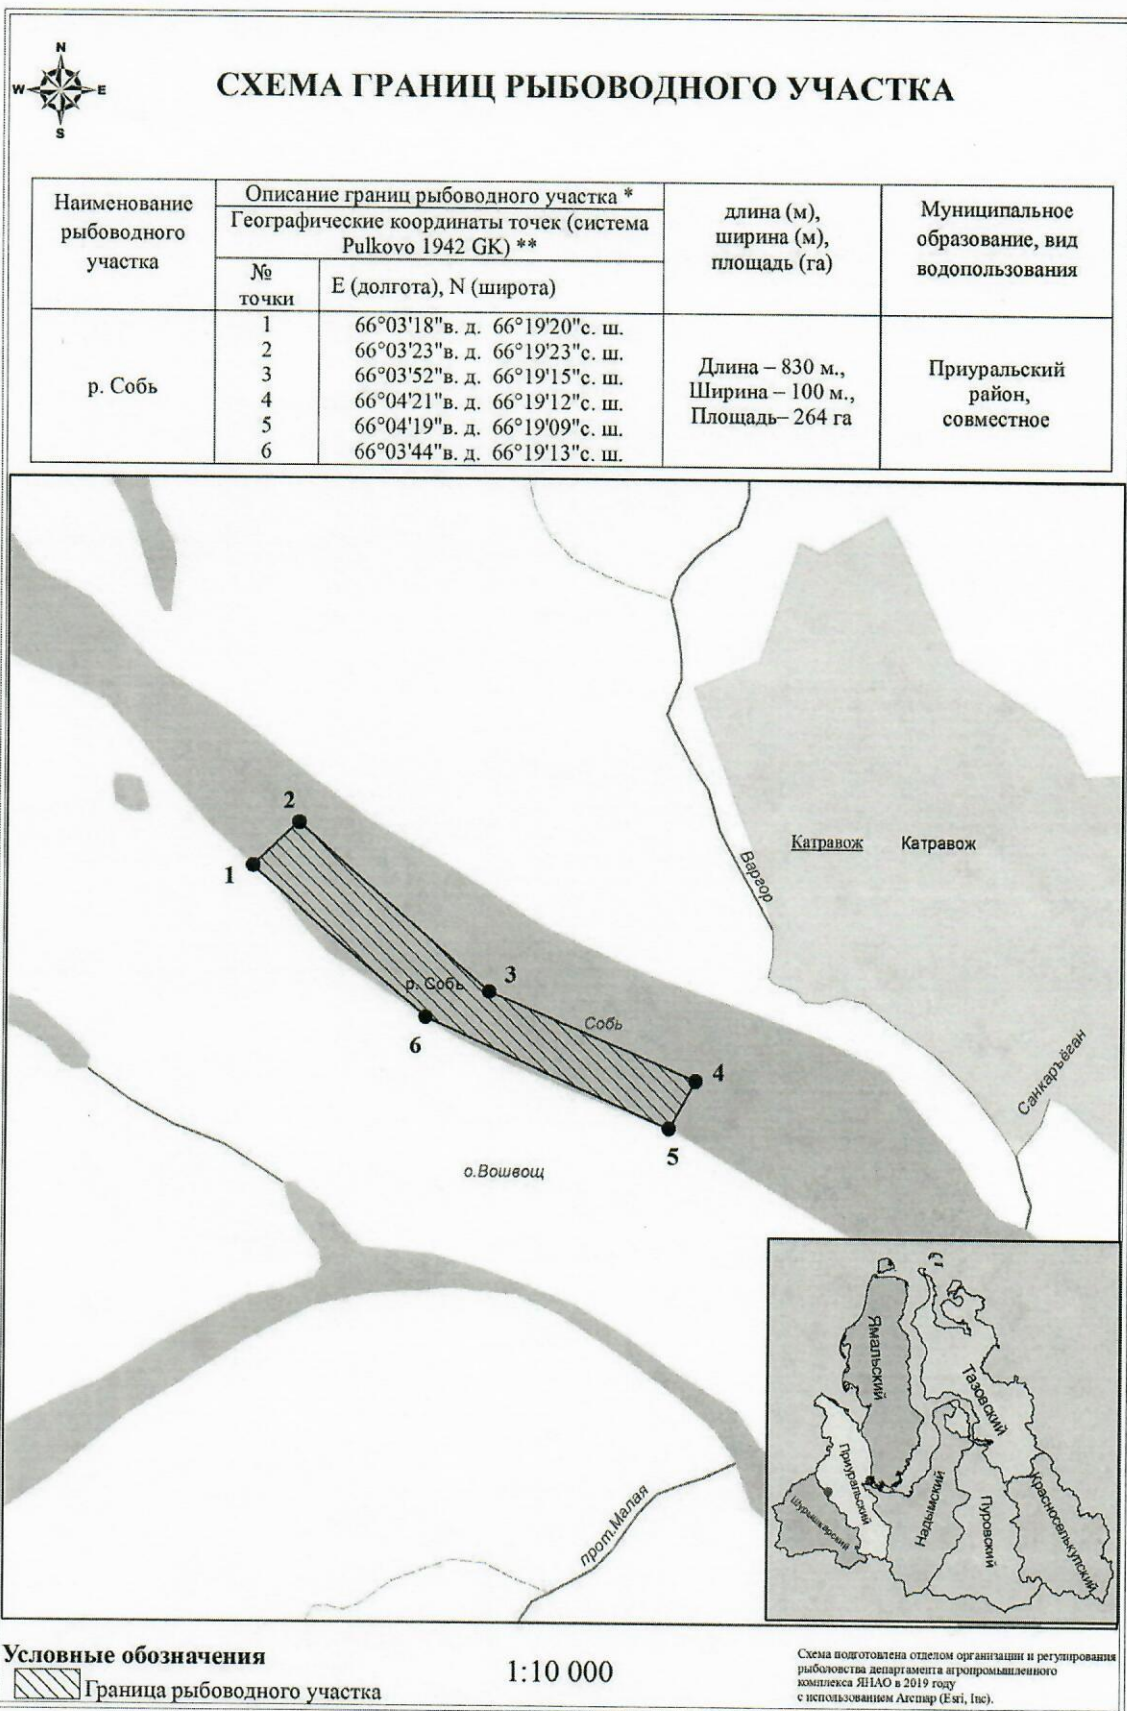 N
W E
S
СХЕМА ГРАНИЦ РЫБОВОДНОГО УЧАСТКА
Наименование
рыбоводного
участка
Описание границ рыбоводного участка *
Географические координаты точек (система
Pulkovo 1942 GK) **
№
точки
E (долгота), N (широта)
длина (м),
ширина (м),
площадь (га)
Муниципальное
образование, вид
водопользования
р. Собь
1 66°03'18"в. д. 66°19'20"с. ш.
2 66°03'23"в. д. 66°19'23"с. ш.
3 66°03'52"в. д. 66°19'15"с. ш.
4 66°04'21"в. д. 66°19'12"с. ш.
5 66°04'19"в. д. 66°19'09"с. ш.
6 66°03'44"в. д. 66°19'13"с. ш.
Длина – 830 м.,
Ширина – 100 м.,
Площадь– 264 га
Приуральский
район,
совместное
2
1
Катравож Катравож
Варгор
3
р. Собь
Собь
6
4
Санкаръёган
5
о.Вошвощ
Ямальский
Тазовский
Приуральский
Шурышкарский
Надымский
Пуровский
Красноселькупский
прот.Малая
Условные обозначения
Граница рыбоводного участка
1:10 000
Схема подготовлена отделом организации и регулирования
рыболовства департамента агропромышленного
комплекса ЯНАО в 2019 году
с использованием Arcmap (Esri, Inc).